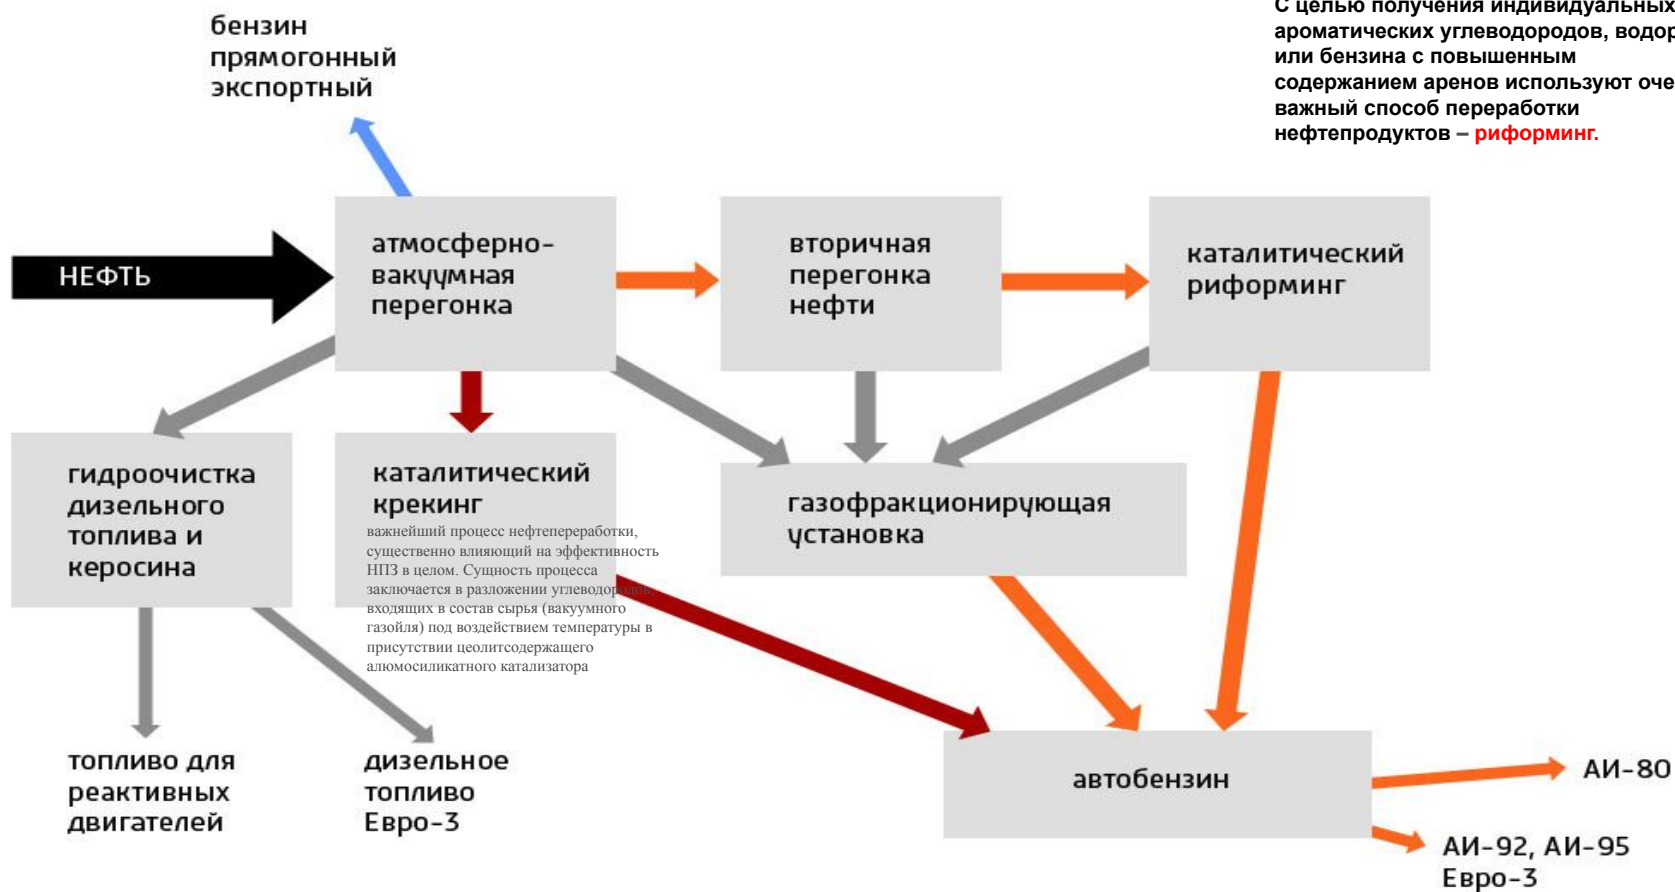 С целью получения индивидуальных
ароматических углеводородов,
или бензина с повышенным
содержанием аренов используют
важный способ переработки
нефтепродуктов – риформинг.
бензин
прямогонный
экспортный
НЕФТЬ
атмосферно-
вакуумная
перегонка
вторичная
перегонка
нефти
каталитический
риформинг
гидроочистка
дизельного
топлива и
керосина
каталитический
крекинг
важнейший процесс нефтепереработки,
существенно влияющий на эффективность
НПЗ в целом. Сущность процесса
заключается в разложении углеводородов,
входящих в состав сырья (вакуумного
газойля) под воздействием температуры в
присутствии цеолитсодержащего
алюмосиликатного катализатора
газофракционирующая
установка
топливо для
реактивных
двигателей
дизельное
топливо
Евро-3
автобензин
АИ-80
АИ-92, АИ-95
Евро-3